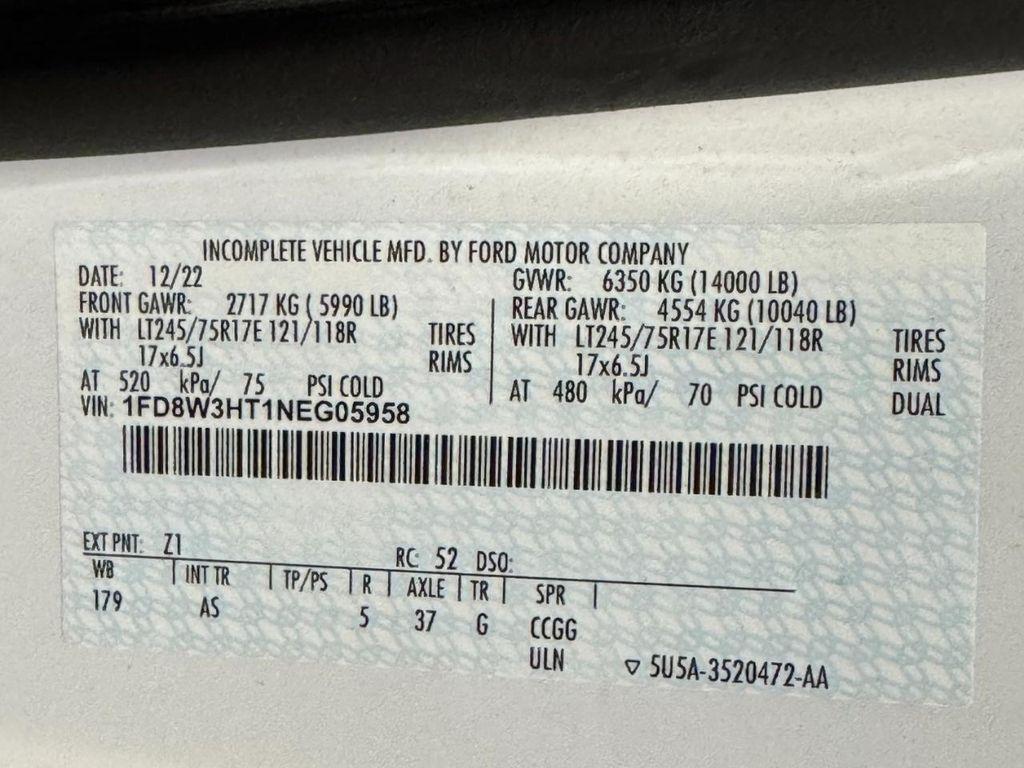 INCOMPLETE VEHICLE MFD. BY FORD MOTOR COMPANY
DATE: 12/22 GVWR: 6350 KG (14000 LB)
FRONT GAWR: 2717 KG ( 5990 LB) REAR GAWR: 4554 KG (10040 LB)
WITH LT245/75R17E 121/118R TIRES WITH LT245/75R17E 121/118R TIRES
17x6.5J RIMS 17x6.5J RIMS
AT 520 kPa/ 75 PSI COLD AT 480 kPa/ 70 PSI COLD DUAL
VIN: 1FD8W3HT1NEG05958
EXT PNT: Z1 RC: 52 DSO:
WB INT TR TP/PS R AXLE TR SPR
179 AS 5 37 G CCGG
ULN ▽ 5U5A-3520472-AA